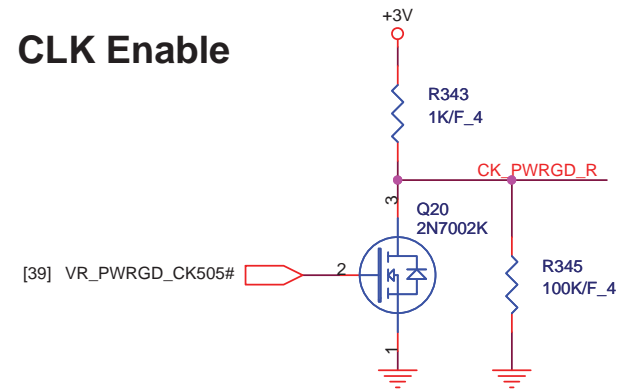 +3V
CLK Enable
R343
1K/F_4
CK_PWRGD_R
3
Q20
2N7002K
[39] VR_PWRGD_CK505#
2
R345
100K/F_4
1